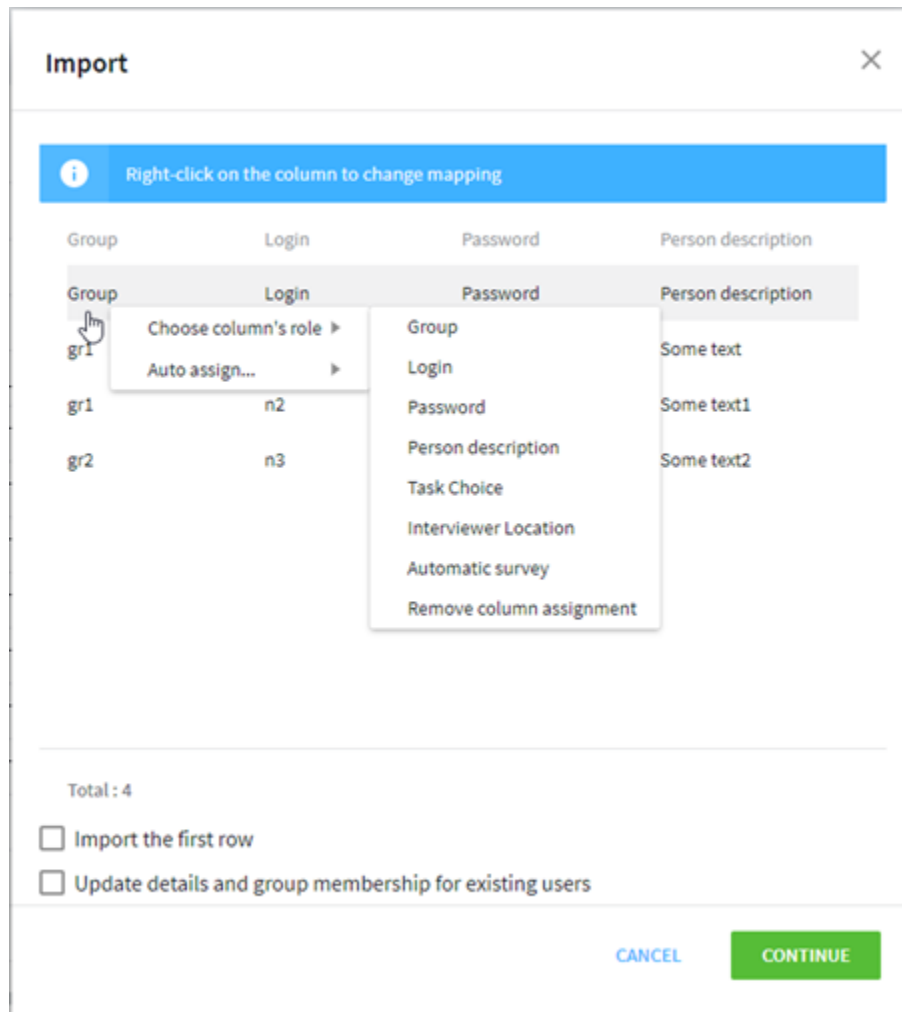 Import
Right-click on the column to change mapping
Group Login Password Person description
Group Login Password Person description
Choose column's role
Auto assign...
Group
Login
Password
Person description
Task Choice
Interviewer Location
Automatic survey
Remove column assignment
gr1 Some text
gr1 n2 Some text1
gr2 n3 Some text2
Total : 4
Import the first row
Update details and group membership for existing users
CANCEL CONTINUE